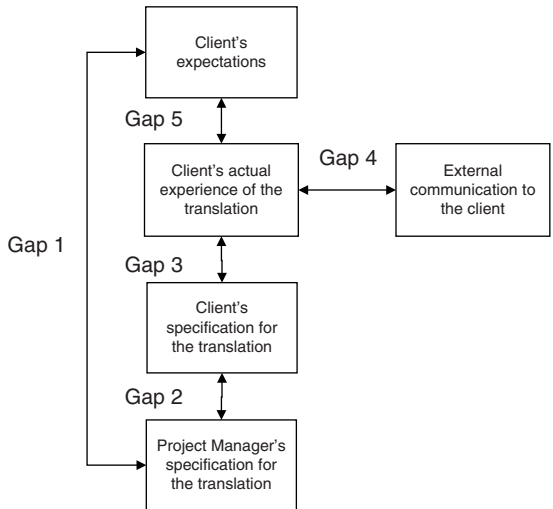 Client's
expectations
Gap 5
Client's actual
experience of the
translation
Gap 4
External
communication to
the client
Gap 1
Gap 3
Client's
specification for
the translation
Gap 2
Project Manager's
specification for
the translation